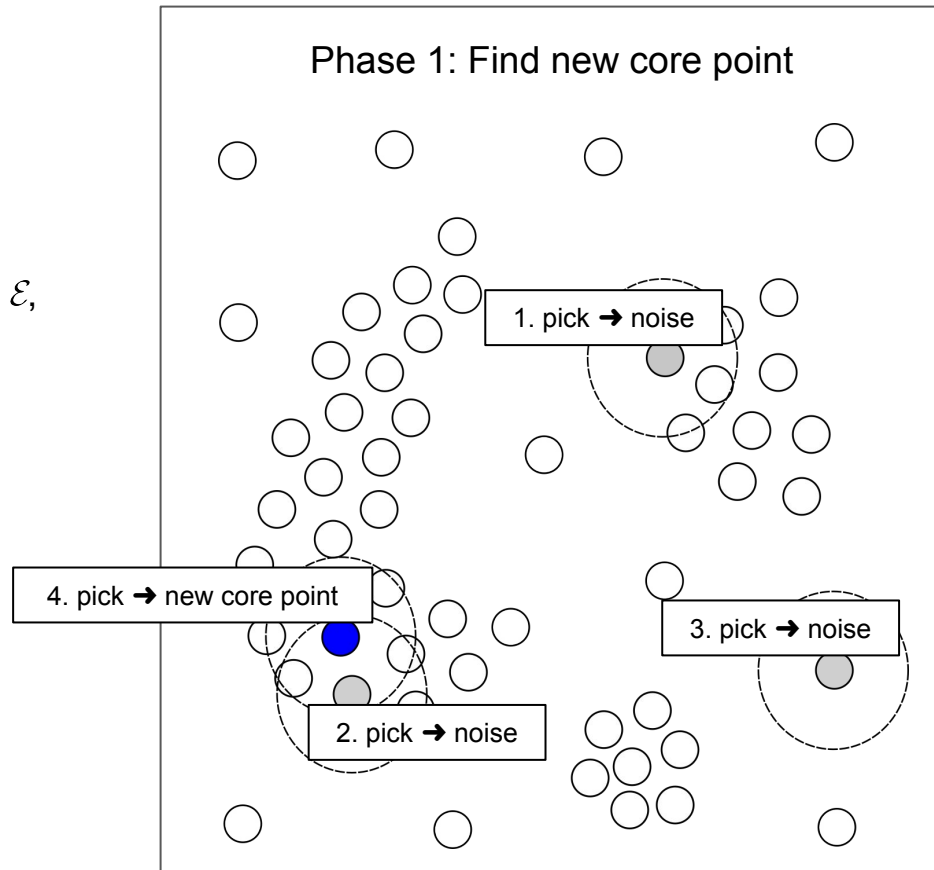 Phase 1: Find new core point
ℰ,
1. pick ➜ noise
4. pick ➜ new core point
3. pick ➜ noise
2. pick ➜ noise